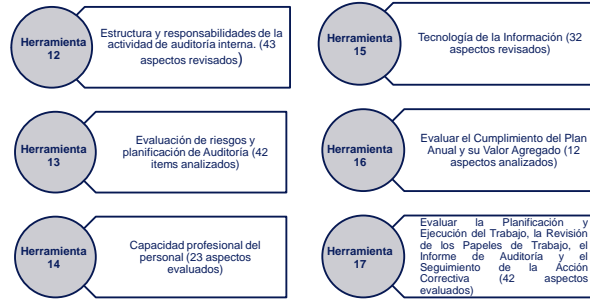 Herramienta
12
Estructura y responsabilidades de la
actividad de auditoría interna. (43
aspectos revisados)
Herramienta
13
Evaluación de riesgos y
planificación de Auditoría (42
items analizados)
Herramienta
14
Capacidad profesional del
personal (23 aspectos
evaluados)
Herramienta
15
Tecnología de la Información (32
aspectos revisados)
Herramienta
16
Evaluar el Cumplimiento del Plan
Anual y su Valor Agregado (12
aspectos analizados)
Herramienta
17
Evaluar la Planificación y
Ejecución del Trabajo, la Revisión
de los Papeles de Trabajo, el
Informe de Auditoría y el
Seguimiento de la Acción
Correctiva (42 aspectos
evaluados)